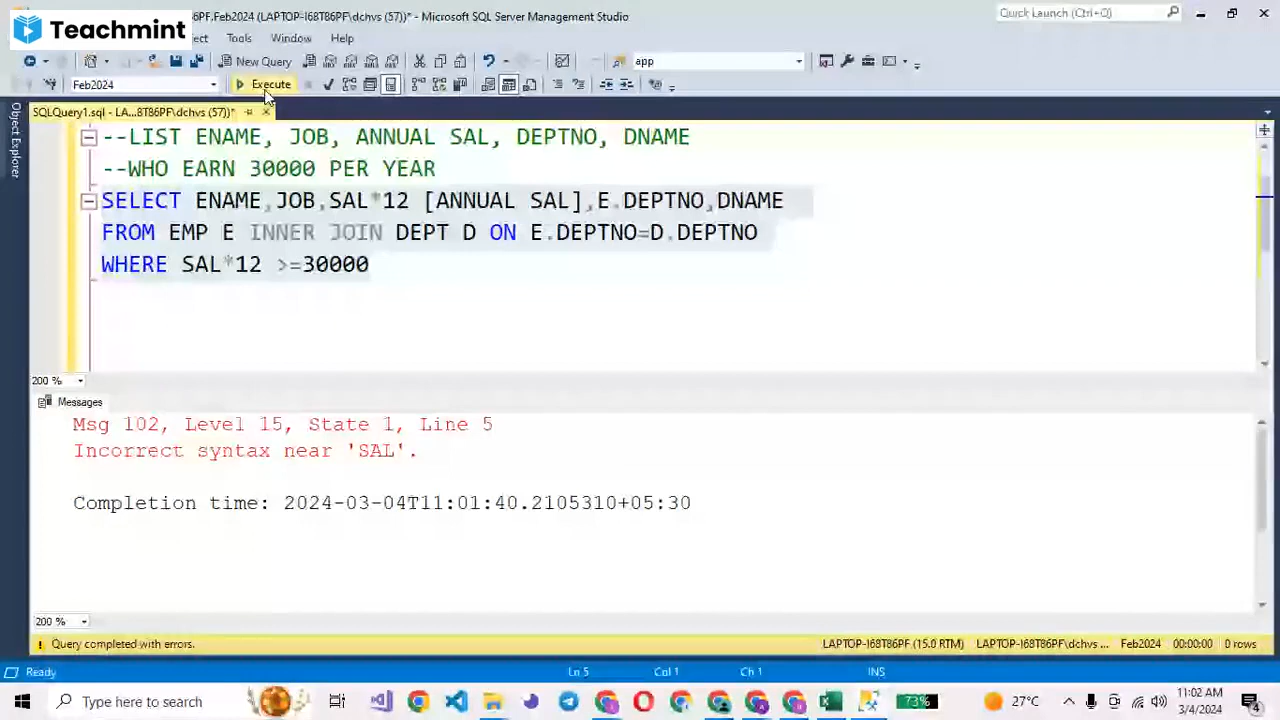 PF.Feb2024 (LAPTOP-I68T86PF\dchvs (57))* - Microsoft SQL Server Management Studio
Quick Launch (Ctrl+Q)
Teachmint
ect Tools Window Help
New Query
app
Feb2024
Execute
SQLQuery1.sql - LA...8T86PF\dchvs (57))*
Object Explorer
--LIST ENAME, JOB, ANNUAL SAL, DEPTNO, DNAME
--WHO EARN 30000 PER YEAR
SELECT ENAME,JOB,SAL*12 [ANNUAL SAL],E.DEPTNO,DNAME
FROM EMP E INNER JOIN DEPT D ON E.DEPTNO=D.DEPTNO
WHERE SAL*12 >=30000
200 %
Messages
Msg 102, Level 15, State 1, Line 5
Incorrect syntax near 'SAL'.
Completion time: 2024-03-04T11:01:40.2105310+05:30
200 %
Query completed with errors.
LAPTOP-I68T86PF (15.0 RTM) LAPTOP-I68T86PF\dchvs ... Feb2024 00:00:00 0 rows
Ready
Ln 5 Col 1 Ch 1 INS
Type here to search
73%
27°C
11:02 AM
3/4/2024
4